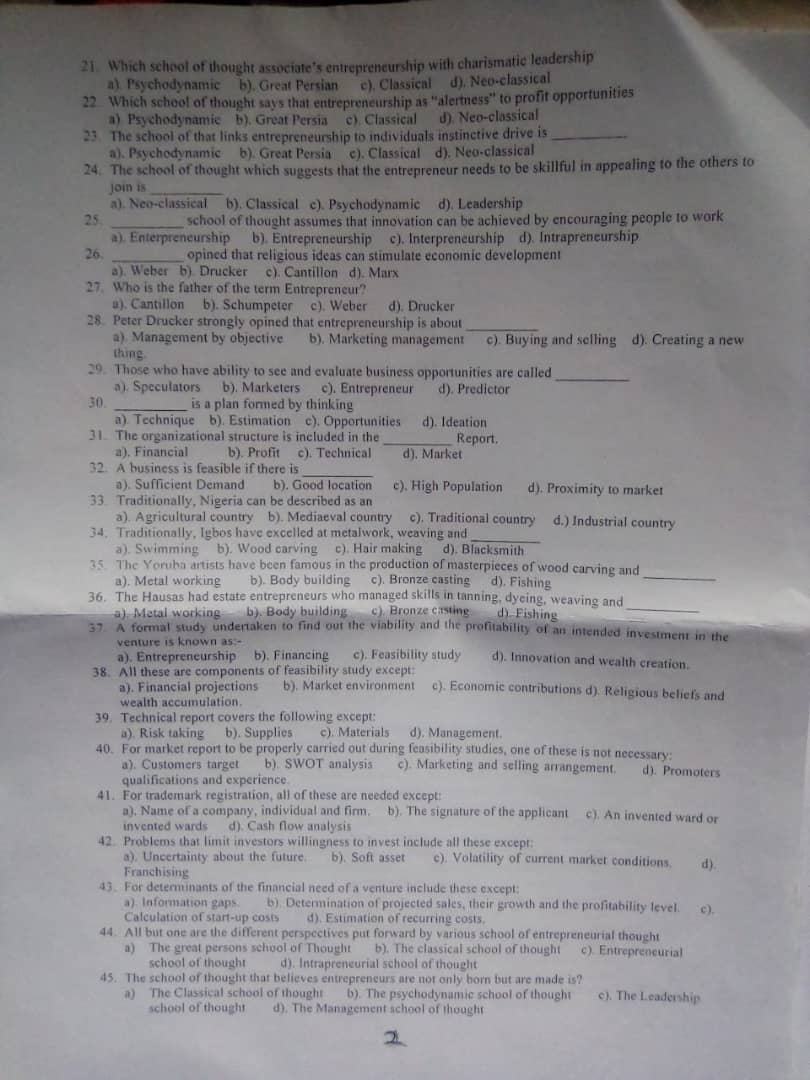 21. Which school of thought associate's entrepreneurship with charismatic leadership
a). Psychodynamic b). Great Persian c). Classical d). Neo-classical
22. Which school of thought says that entrepreneurship as "alertness" to profit opportunities
a) Psychodynamic b). Great Persia c). Classical d). Neo-classical
23. The school of that links entrepreneurship to individuals instinctive drive is ____________
a). Psychodynamic b). Great Persia c). Classical d). Neo-classical
24. The school of thought which suggests that the entrepreneur needs to be skillful in appealing to the others to
join is ____________
a). Neo-classical b). Classical c). Psychodynamic d). Leadership
25. ____________ school of thought assumes that innovation can be achieved by encouraging people to work
a). Enterpreneurship b). Entrepreneurship c). Interpreneurship d). Intrapreneurship
26. ____________ opined that religious ideas can stimulate economic development
a). Weber b). Drucker c). Cantillon d). Marx
27. Who is the father of the term Entrepreneur?
a). Cantillon b). Schumpeter c). Weber d). Drucker
28. Peter Drucker strongly opined that entrepreneurship is about ____________
a). Management by objective b). Marketing management c). Buying and selling d). Creating a new
thing.
29. Those who have ability to see and evaluate business opportunities are called ____________
a). Speculators b). Marketers c). Entrepreneur d). Predictor
30. ____________ is a plan formed by thinking
a). Technique b). Estimation c). Opportunities d). Ideation
31. The organizational structure is included in the ____________ Report.
a). Financial b). Profit c). Technical d). Market
32. A business is feasible if there is ____________
a). Sufficient Demand b). Good location c). High Population d). Proximity to market
33. Traditionally, Nigeria can be described as an
a). Agricultural country b). Mediaeval country c). Traditional country d.) Industrial country
34. Traditionally, Igbos have excelled at metalwork, weaving and ____________
a). Swimming b). Wood carving c). Hair making d). Blacksmith
35. The Yoruba artists have been famous in the production of masterpieces of wood carving and ____________
a). Metal working b). Body building c). Bronze casting d). Fishing
36. The Hausas had estate entrepreneurs who managed skills in tanning, dyeing, weaving and ____________
a). Metal working b). Body building c). Bronze casting d). Fishing
37. A formal study undertaken to find out the viability and the profitability of an intended investment in the
venture is known as:-
a). Entrepreneurship b). Financing c). Feasibility study d). Innovation and wealth creation.
38. All these are components of feasibility study except:
a). Financial projections b). Market environment c). Economic contributions d). Religious beliefs and
wealth accumulation.
39. Technical report covers the following except:
a). Risk taking b). Supplies c). Materials d). Management.
40. For market report to be properly carried out during feasibility studies, one of these is not necessary:
a). Customers target b). SWOT analysis c). Marketing and selling arrangement. d). Promoters
qualifications and experience.
41. For trademark registration, all of these are needed except:
a). Name of a company, individual and firm. b). The signature of the applicant c). An invented ward or
invented wards d). Cash flow analysis
42. Problems that limit investors willingness to invest include all these except:
a). Uncertainty about the future. b). Soft asset c). Volatility of current market conditions. d).
Franchising
43. For determinants of the financial need of a venture include these except:
a). Information gaps. b). Determination of projected sales, their growth and the profitability level. c).
Calculation of start-up costs d). Estimation of recurring costs.
44. All but one are the different perspectives put forward by various school of entrepreneurial thought
a) The great persons school of Thought b). The classical school of thought c). Entrepreneurial
school of thought d). Intrapreneurial school of thought
45. The school of thought that believes entrepreneurs are not only born but are made is?
a) The Classical school of thought b). The psychodynamic school of thought c). The Leadership
school of thought d). The Management school of thought
2